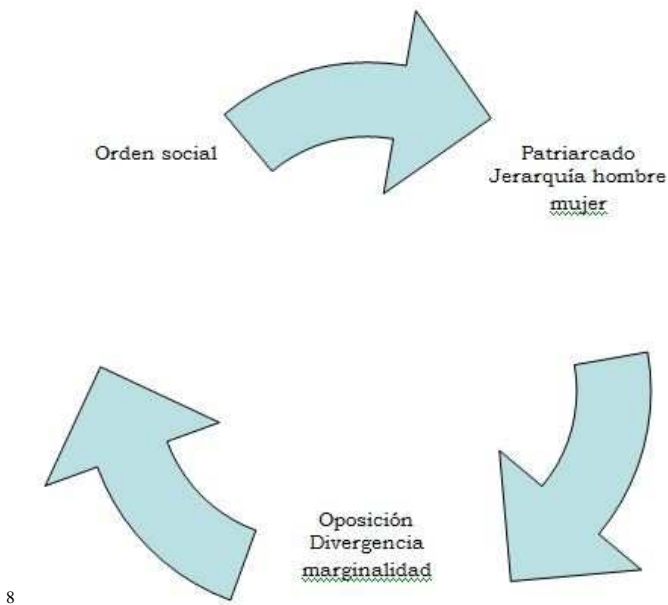 Orden social
Patriarcado
Jerarquía hombre
mujer
Oposición
Divergencia
marginalidad
8